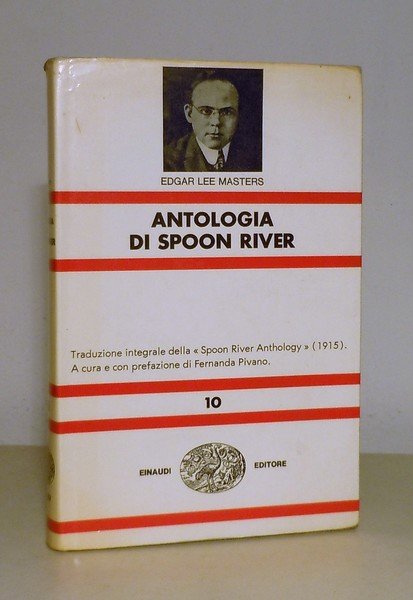 EDGAR LEE MASTERS
ANTOLOGIA
DI SPOON RIVER
Traduzione integrale della « Spoon River Anthology » (1915).
A cura e con prefazione di Fernanda Pivano.
10
EINAUDI EDITORE